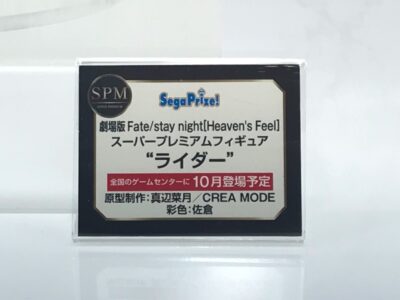 SPM
SegaPrize!
劇場版 Fate/stay night[Heaven's Feel]
スーパープレミアムフィギュア
“ライダー”
全国のゲームセンターに 10月登場予定
原型制作:真辺菜月/CREA MODE
彩色:佐倉